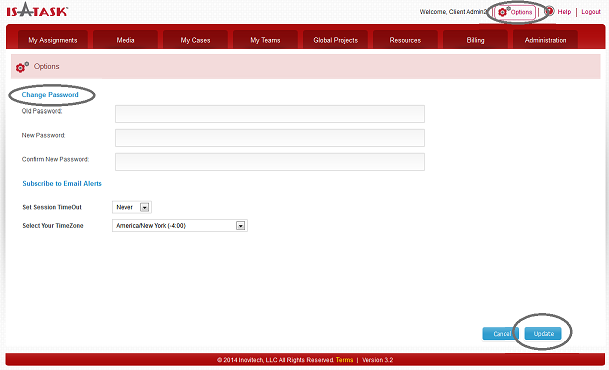 ISATASK
Welcome, Client Admin2 | Options | Help | Logout
My Assignments Media My Cases My Teams Global Projects Resources Billing Administration
Options
Change Password
Old Password:
New Password:
Confirm New Password:
Subscribe to Email Alerts
Set Session TimeOut Never
Select Your TimeZone America/New York (-4:00)
Cancel Update
© 2014 Inovitech, LLC All Rights Reserved. Terms | Version 3.2